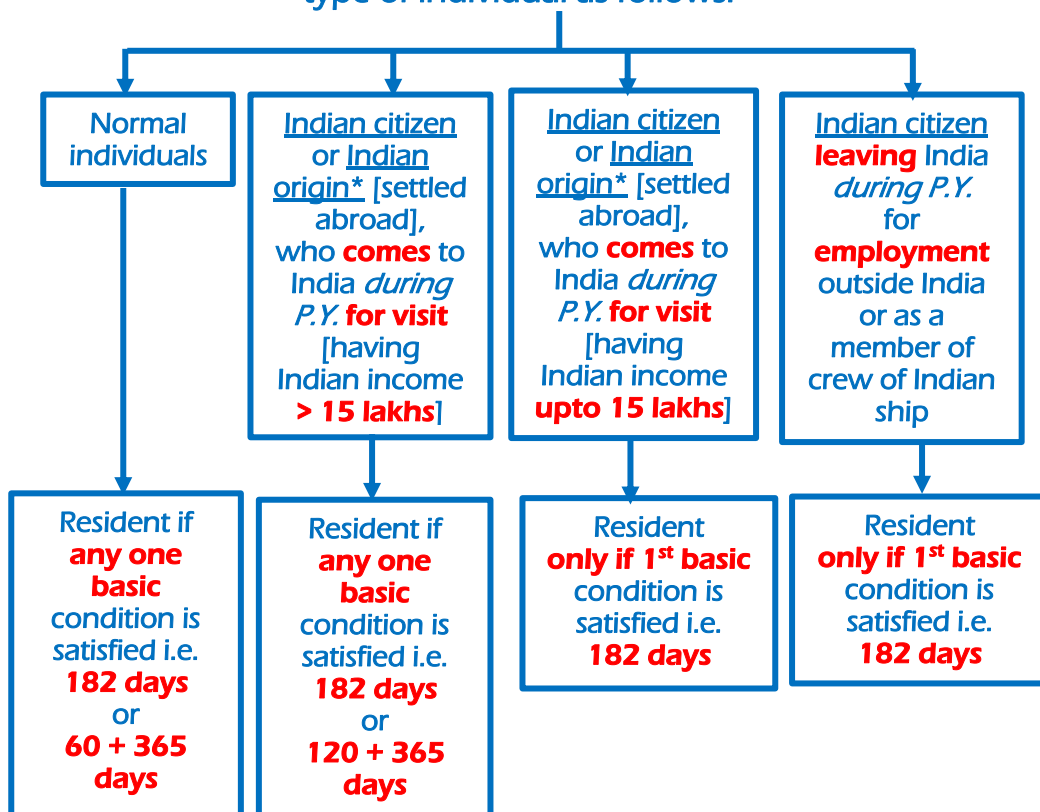 type of individual as follows:
Normal
individuals
Indian citizen
or Indian
origin* [settled
abroad],
who comes to
India during
P.Y. for visit
[having
Indian income
> 15 lakhs]
Indian citizen
or Indian
origin* [settled
abroad],
who comes to
India during
P.Y. for visit
[having
Indian income
upto 15 lakhs]
Indian citizen
leaving India
during P.Y.
for
employment
outside India
or as a
member of
crew of Indian
ship
Resident if
any one
basic
condition is
satisfied i.e.
182 days
or
60 + 365
days
Resident if
any one
basic
condition is
satisfied i.e.
182 days
or
120 + 365
days
Resident
only if 1st basic
condition is
satisfied i.e.
182 days
Resident
only if 1st basic
condition is
satisfied i.e.
182 days